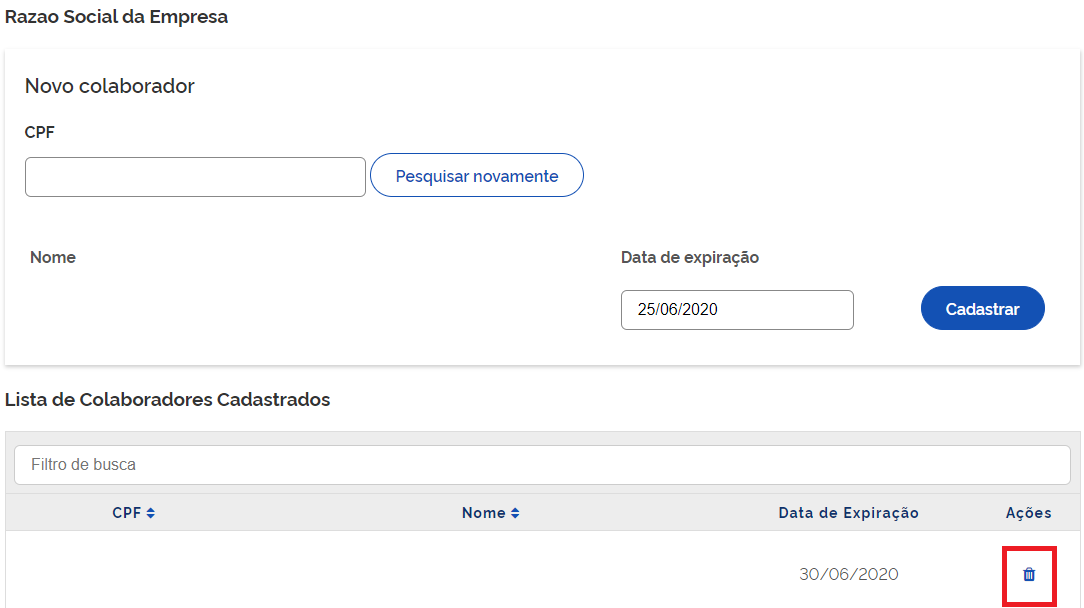 Razao Social da Empresa
Novo colaborador
CPF
Pesquisar novamente
Nome
Data de expiração
25/06/2020
Cadastrar
Lista de Colaboradores Cadastrados
Filtro de busca
CPF Nome Data de Expiração Ações
30/06/2020